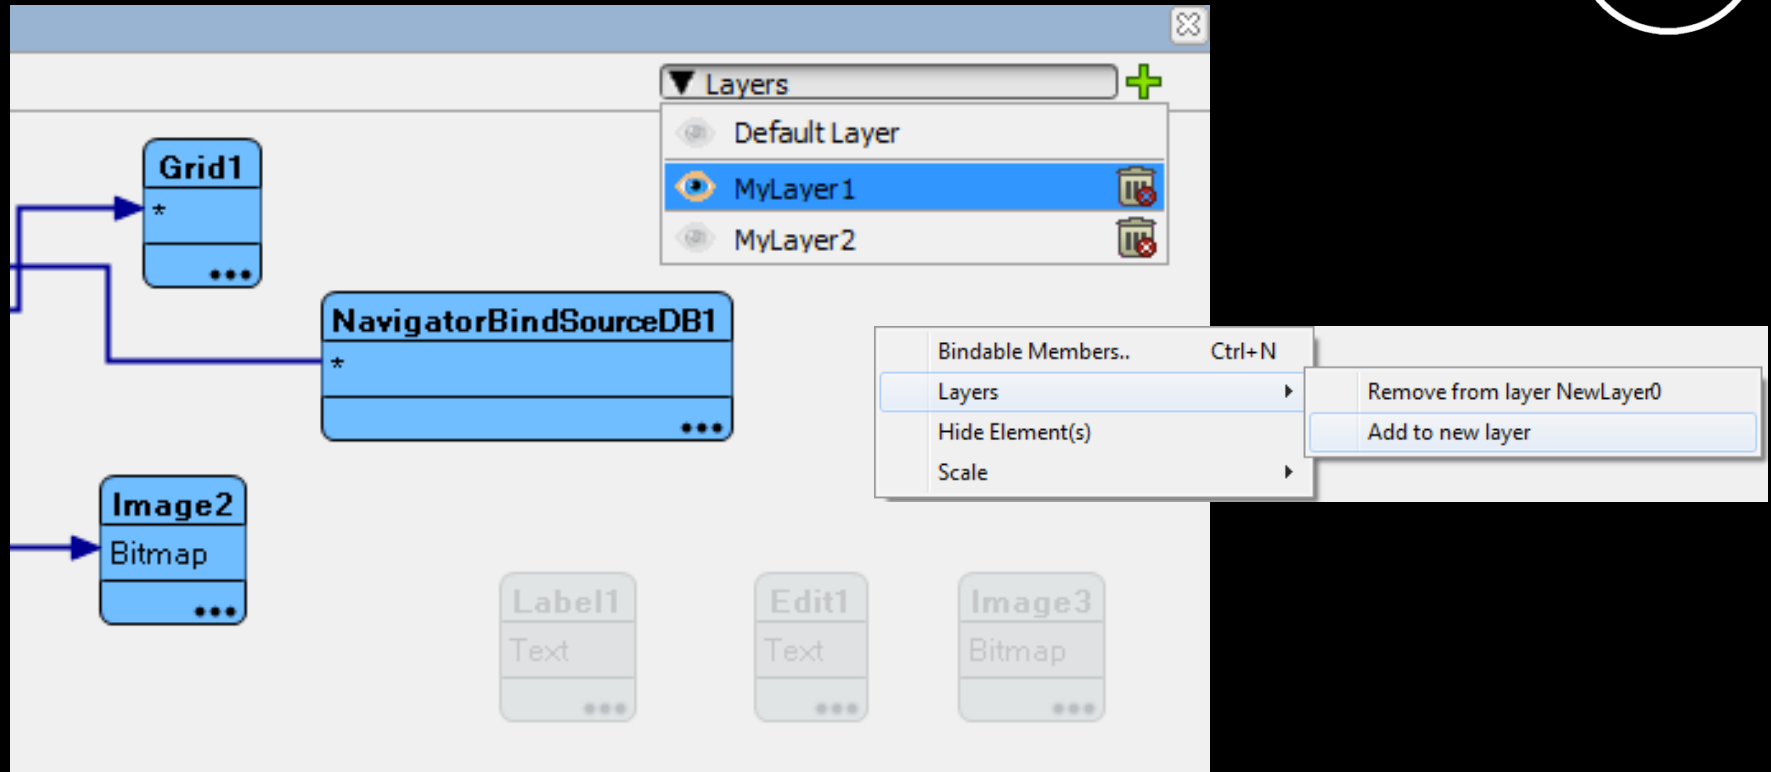 Layers
Default Layer
MyLayer1
MyLayer2
Grid1
*
NavigatorBindSourceDB1
*
Bindable Members.. Ctrl+N
Layers
Hide Element(s)
Scale
Remove from layer NewLayer0
Add to new layer
Image2
Bitmap
Label1
Text
Edit1
Text
Image3
Bitmap